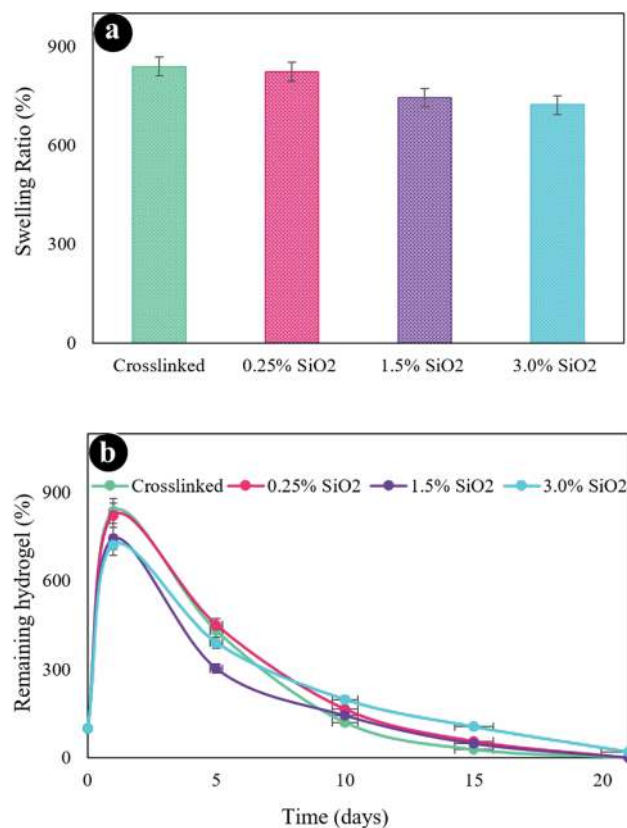 a
900
600
300
0
Swelling Ratio (%)
Crosslinked 0.25% SiO2 1.5% SiO2 3.0% SiO2
b
Crosslinked 0.25% SiO2 1.5% SiO2 3.0% SiO2
900
600
300
0
Remaining hydrogel (%)
0 5 10 15 20
Time (days)